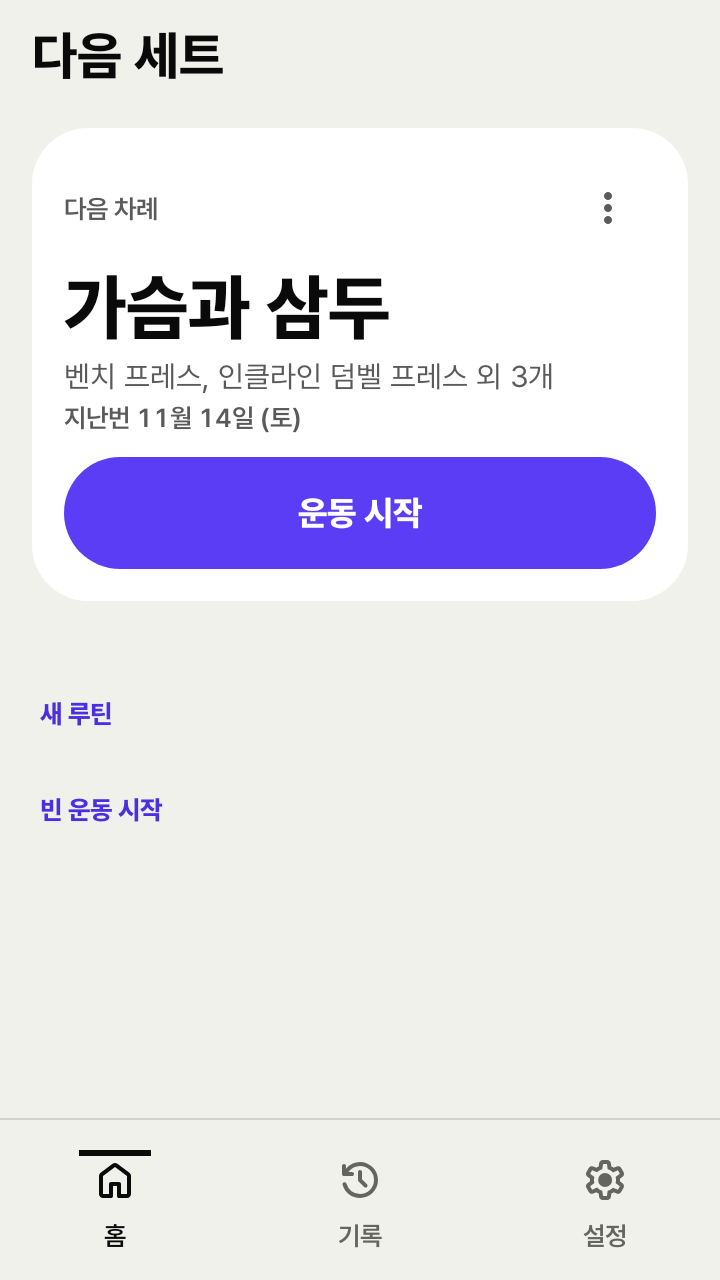 다음 세트
다음 차례
가슴과 삼두
벤치 프레스, 인클라인 덤벨 프레스 외 3개
지난번 11월 14일 (토)
운동 시작
새 루틴
빈 운동 시작
홈
기록
설정